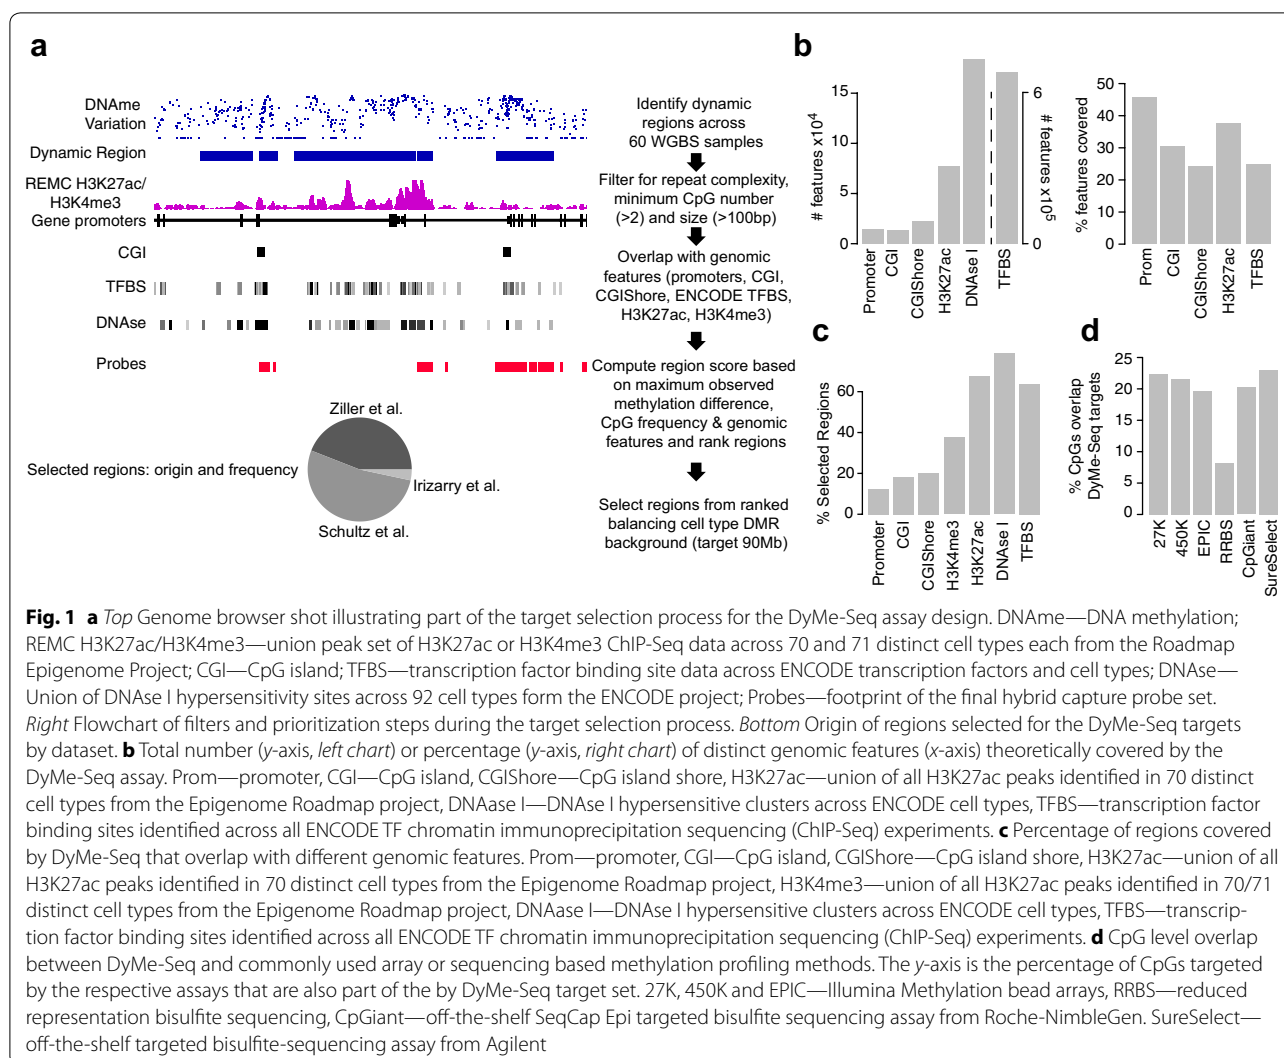 a
DNAme
Variation
Dynamic Region
REMC H3K27ac/
H3K4me3
Gene promoters
CGI
TFBS
DNAse
Probes
Ziller et al.
Selected regions: origin and frequency
Irizarry et al.
Schultz et al.
Identify dynamic
regions across
60 WGBS samples
Filter for repeat complexity,
minimum CpG number
(>2) and size (>100bp)
Overlap with genomic
features (promoters, CGI,
CGIShore, ENCODE TFBS,
H3K27ac, H3K4me3)
Compute region score based
on maximum observed
methylation difference,
CpG frequency & genomic
features and rank regions
Select regions from ranked
balancing cell type DMR
background (target 90Mb)
b
# features x10⁴
15
10
5
0
Promoter
CGI
CGIShore
H3K27ac
DNAse I
TFBS
6
0
# features x10⁵
% features covered
50
40
30
20
10
0
Prom
CGI
CGIShore
H3K27ac
TFBS
c
% Selected Regions
60
40
20
0
Promoter
CGI
CGIShore
H3K4me3
H3K27ac
DNAse I
TFBS
d
% CpGs overlap
DyMe-Seq targets
25
20
15
10
5
0
27K
450K
EPIC
RRBS
CpGiant
SureSelect
Fig. 1 a Top Genome browser shot illustrating part of the target selection process for the DyMe-Seq assay design. DNAme—DNA methylation;
REMC H3K27ac/H3K4me3—union peak set of H3K27ac or H3K4me3 ChIP-Seq data across 70 and 71 distinct cell types each from the Roadmap
Epigenome Project; CGI—CpG island; TFBS—transcription factor binding site data across ENCODE transcription factors and cell types; DNAse—
Union of DNAse I hypersensitivity sites across 92 cell types form the ENCODE project; Probes—footprint of the final hybrid capture probe set.
Right Flowchart of filters and prioritization steps during the target selection process. Bottom Origin of regions selected for the DyMe-Seq targets
by dataset. b Total number (y-axis, left chart) or percentage (y-axis, right chart) of distinct genomic features (x-axis) theoretically covered by the
DyMe-Seq assay. Prom—promoter, CGI—CpG island, CGIShore—CpG island shore, H3K27ac—union of all H3K27ac peaks identified in 70 distinct
cell types from the Epigenome Roadmap project, DNAase I—DNAse I hypersensitive clusters across ENCODE cell types, TFBS—transcription factor
binding sites identified across all ENCODE TF chromatin immunoprecipitation sequencing (ChIP-Seq) experiments. c Percentage of regions covered
by DyMe-Seq that overlap with different genomic features. Prom—promoter, CGI—CpG island, CGIShore—CpG island shore, H3K27ac—union of all
H3K27ac peaks identified in 70 distinct cell types from the Epigenome Roadmap project, H3K4me3—union of all H3K27ac peaks identified in 70/71
distinct cell types from the Epigenome Roadmap project, DNAase I—DNAse I hypersensitive clusters across ENCODE cell types, TFBS—transcrip-
tion factor binding sites identified across all ENCODE TF chromatin immunoprecipitation sequencing (ChIP-Seq) experiments. d CpG level overlap
between DyMe-Seq and commonly used array or sequencing based methylation profiling methods. The y-axis is the percentage of CpGs targeted
by the respective assays that are also part of the by DyMe-Seq target set. 27K, 450K and EPIC—Illumina Methylation bead arrays, RRBS—reduced
representation bisulfite sequencing, CpGiant—off-the-shelf SeqCap Epi targeted bisulfite sequencing assay from Roche-NimbleGen. SureSelect—
off-the-shelf targeted bisulfite-sequencing assay from Agilent